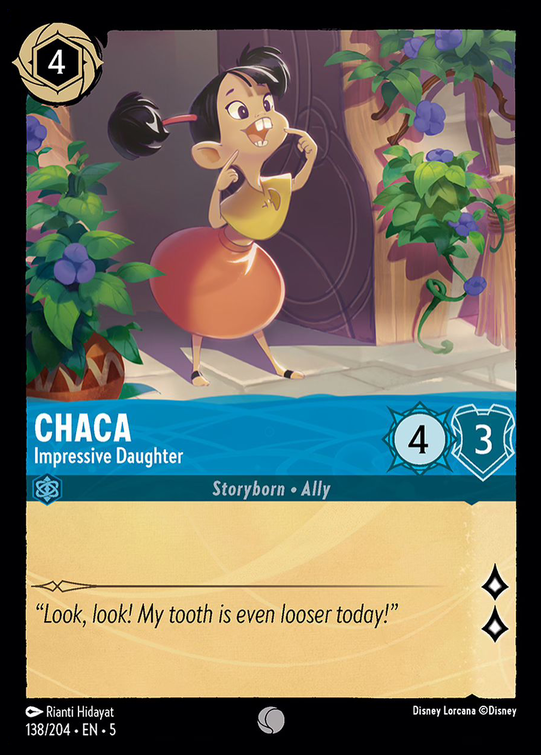 4
CHACA
Impressive Daughter
4
3
Storyborn • Ally
“Look, look! My tooth is even looser today!”
Rianti Hidayat
Disney Lorcana ©Disney
138/204 • EN • 5